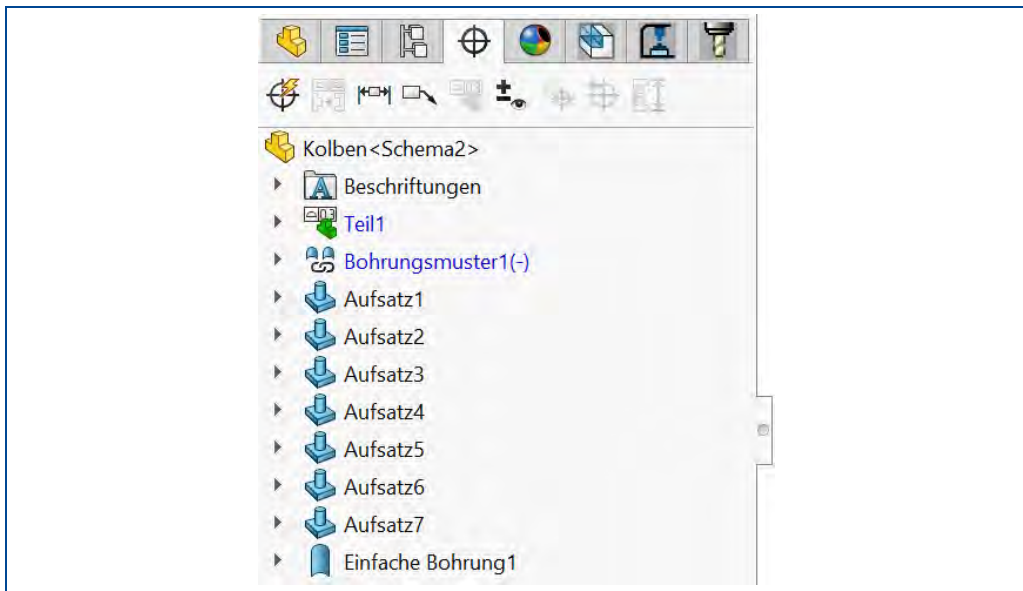 Kolben<Schema2>
Beschriftungen
Teil1
Bohrungsmuster1(-)
Aufsatz1
Aufsatz2
Aufsatz3
Aufsatz4
Aufsatz5
Aufsatz6
Aufsatz7
Einfache Bohrung1